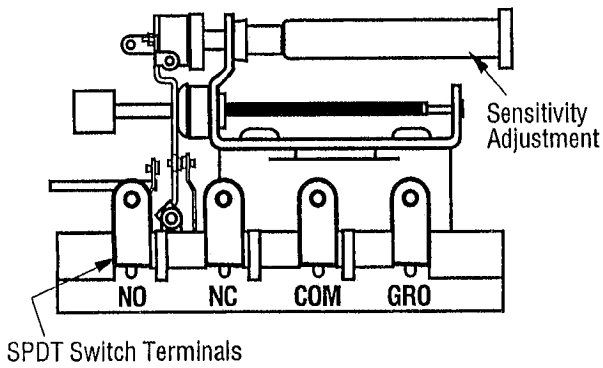 Sensitivity
Adjustment
NO NC COM GRO
SPDT Switch Terminals